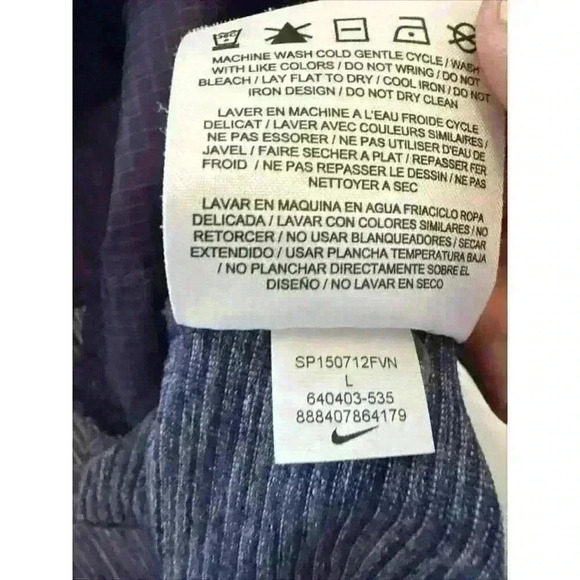 MACHINE WASH COLD GENTLE CYCLE / WASH
WITH LIKE COLORS / DO NOT WRING / DO NOT
BLEACH / LAY FLAT TO DRY / COOL IRON / DO NOT
IRON DESIGN / DO NOT DRY CLEAN
LAVER EN MACHINE A L'EAU FROIDE CYCLE
DELICAT / LAVER AVEC COULEURS SIMILAIRES /
NE PAS ESSORER / NE PAS UTILISER D'EAU DE
JAVEL / FAIRE SECHER A PLAT / REPASSER FER
FROID / NE PAS REPASSER LE DESSIN / NE PAS
NETTOYER A SEC
LAVAR EN MAQUINA EN AGUA FRIA CICLO ROPA
DELICADA / LAVAR CON COLORES SIMILARES / NO
RETORCER / NO USAR BLANQUEADORES / SECAR
EXTENDIDO / USAR PLANCHA TEMPERATURA BAJA
/ NO PLANCHAR DIRECTAMENTE SOBRE EL
DISEÑO / NO LAVAR EN SECO
SP150712FVN
L
640403-535
888407864179